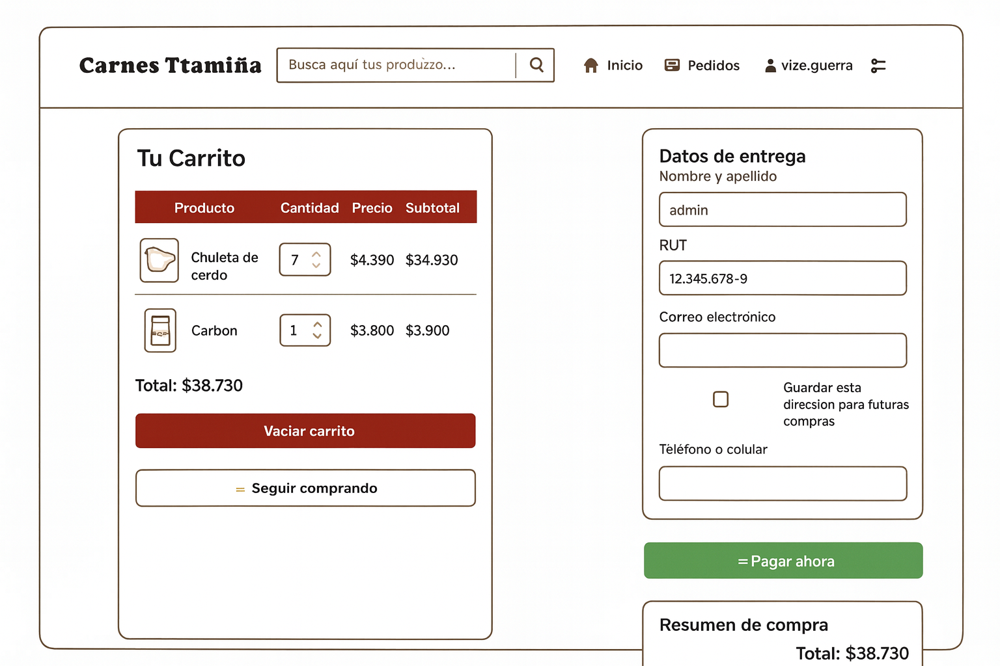 Carnes Ttamiña
Busca aquí tus produzzo...
Inicio
Pedidos
vize.guerra
Tu Carrito
Producto Cantidad Precio Subtotal
Chuleta de
cerdo
7 $4.390 $34.930
Carbon 1 $3.800 $3.900
Total: $38.730
Vaciar carrito
= Seguir comprando
Datos de entrega
Nombre y apellido
admin
RUT
12.345.678-9
Correo electrónico
Guardar esta
direcsion para futuras
compras
Teléfono o colular
= Pagar ahora
Resumen de compra
Total: $38.730